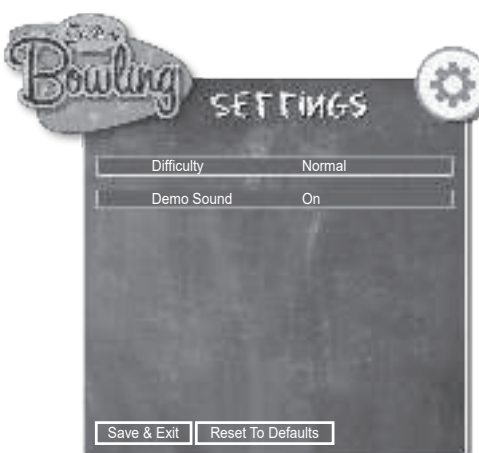 Bowling
SETTINGS
Difficulty Normal
Demo Sound On
Save & Exit Reset To Defaults